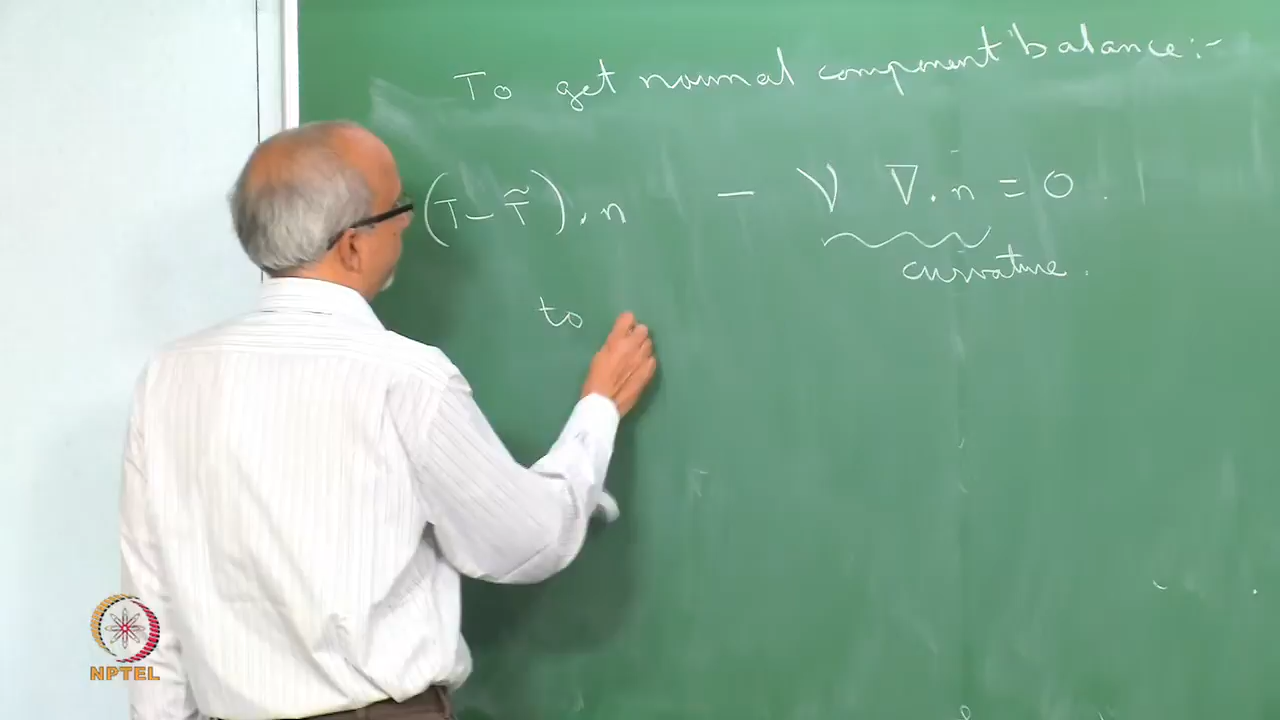 To get normal component balance:-
(T - T̃) . n - γ ∇ . n = 0 .
curvature .
to
NPTEL